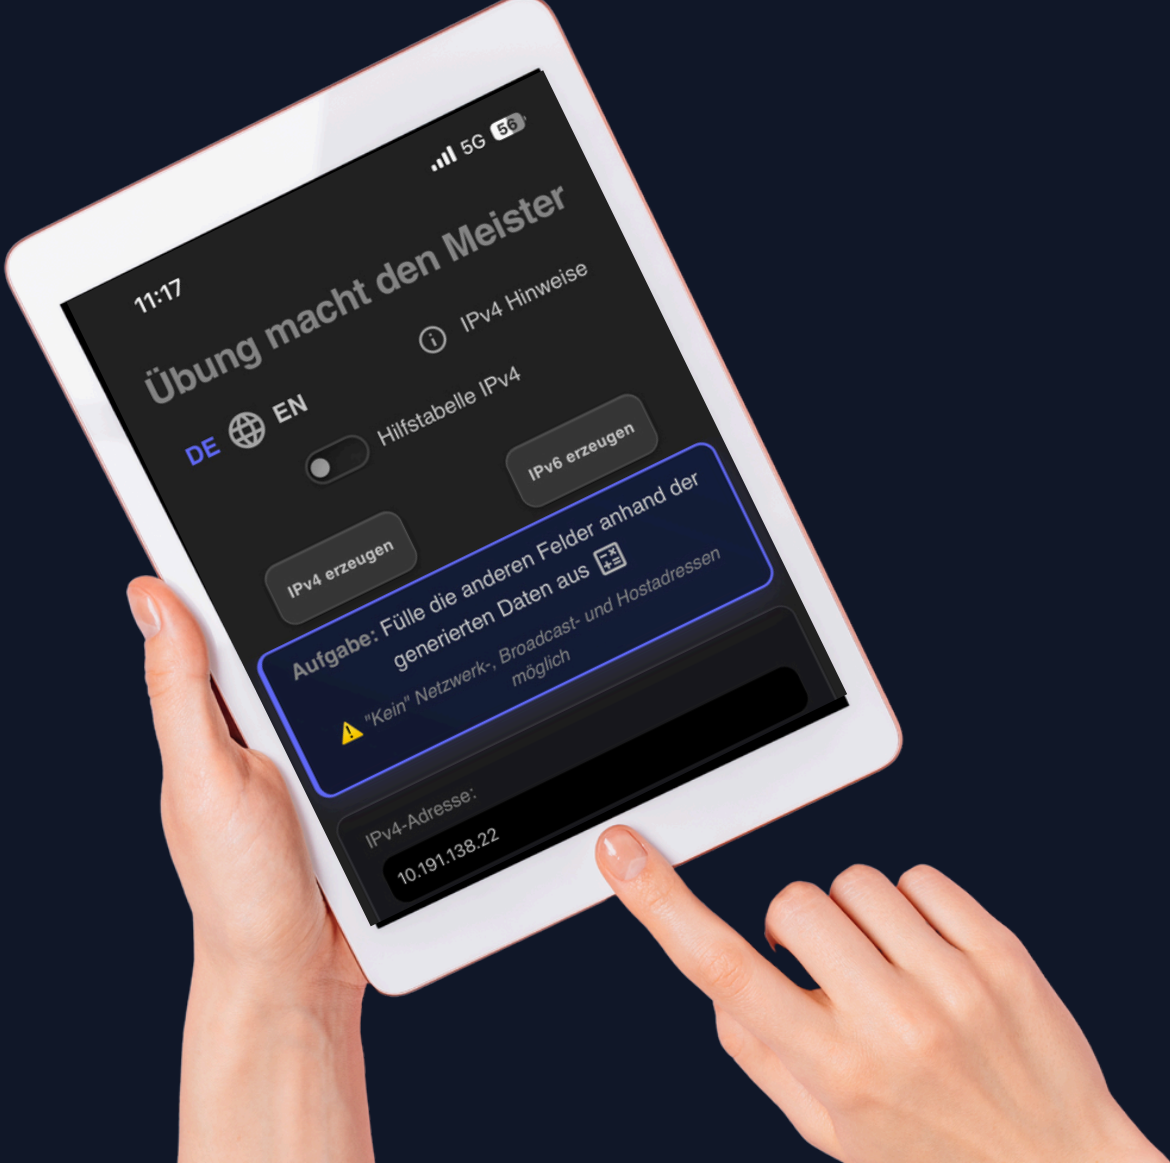 11:17
5G 56
Übung macht den Meister
DE EN
IPv4 Hinweise
Hilfstabelle IPv4
IPv4 erzeugen
IPv6 erzeugen
Aufgabe: Fülle die anderen Felder anhand der
generierten Daten aus
"Kein" Netzwerk-, Broadcast- und Hostadressen
möglich
IPv4-Adresse:
10.191.138.22